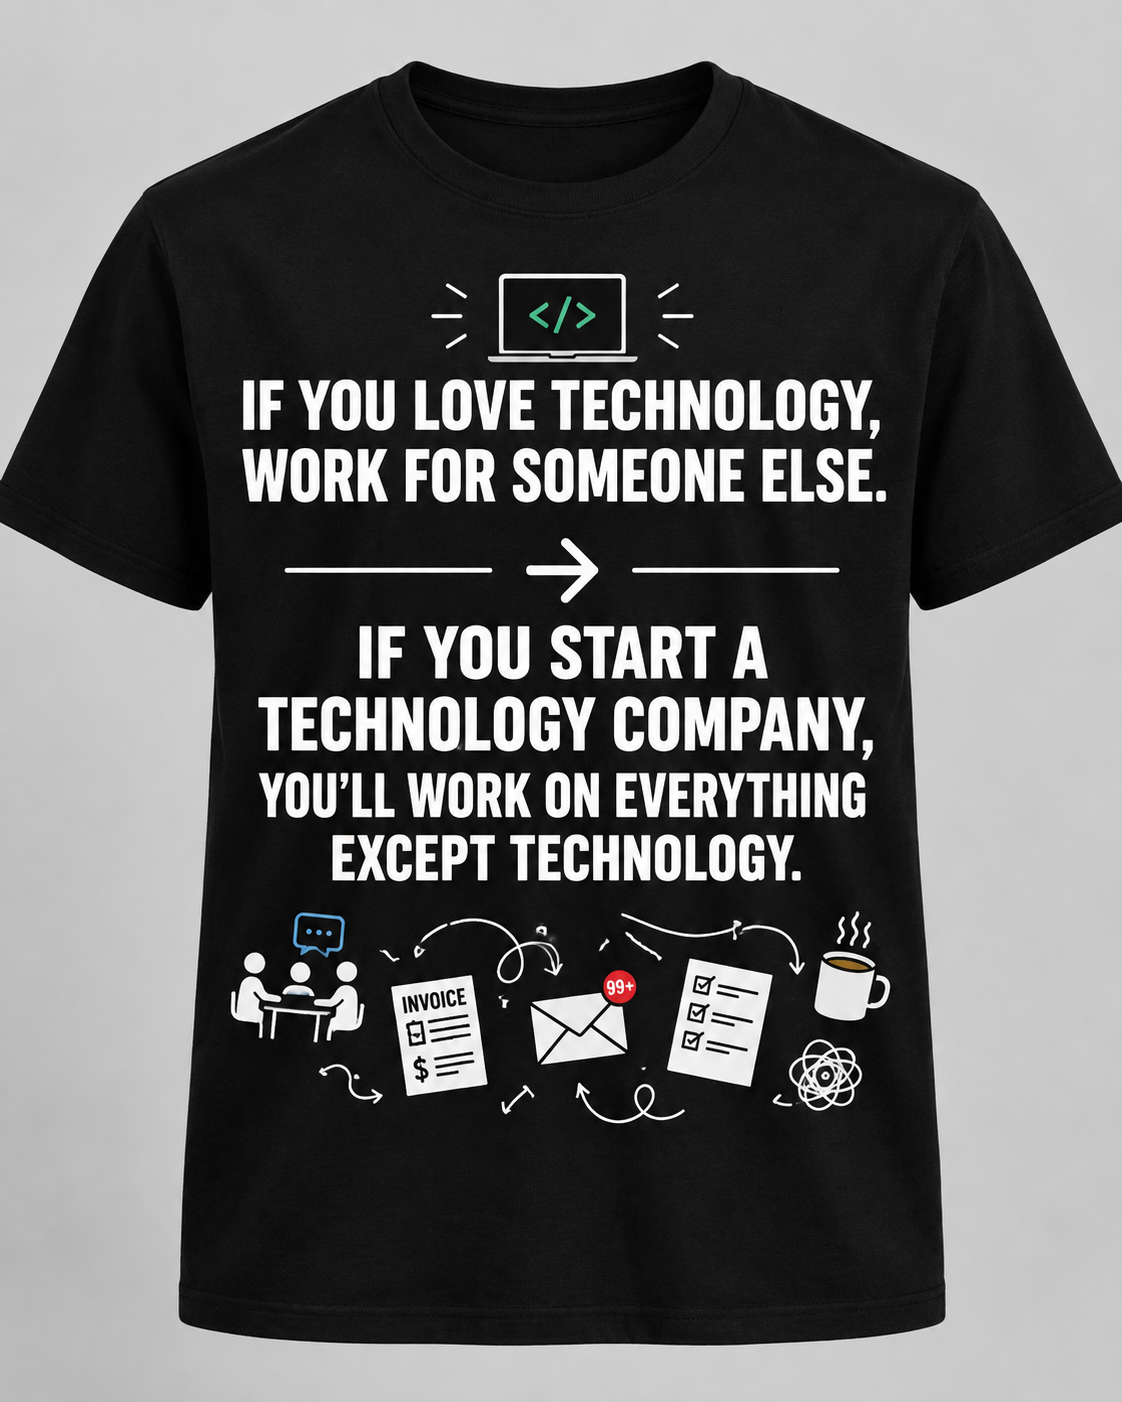 </>
IF YOU LOVE TECHNOLOGY,
WORK FOR SOMEONE ELSE.
IF YOU START A
TECHNOLOGY COMPANY,
YOU'LL WORK ON EVERYTHING
EXCEPT TECHNOLOGY.
INVOICE
$
99+